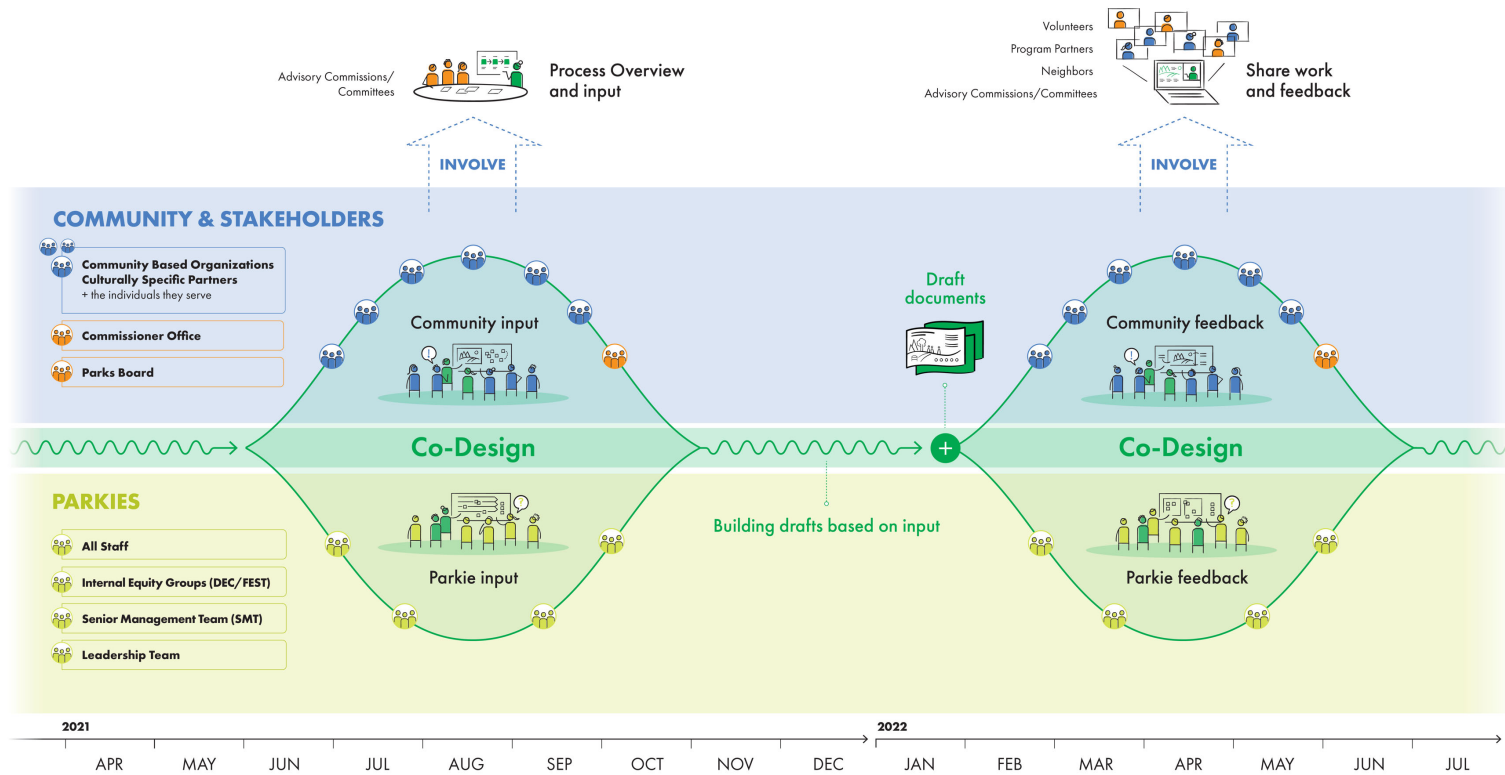 Advisory Commissions/
Committees
Process Overview
and input
Volunteers
Program Partners
Neighbors
Advisory Commissions/Committees
Share work
and feedback
INVOLVE
INVOLVE
COMMUNITY & STAKEHOLDERS
Community Based Organizations
Culturally Specific Partners
+ the individuals they serve
Commissioner Office
Parks Board
Community input
Draft
documents
Community feedback
Co-Design
+
Co-Design
PARKIES
All Staff
Internal Equity Groups (DEC/FEST)
Senior Management Team (SMT)
Leadership Team
Parkie input
Building drafts based on input
Parkie feedback
2021
2022
APR MAY JUN JUL AUG SEP OCT NOV DEC JAN FEB MAR APR MAY JUN JUL